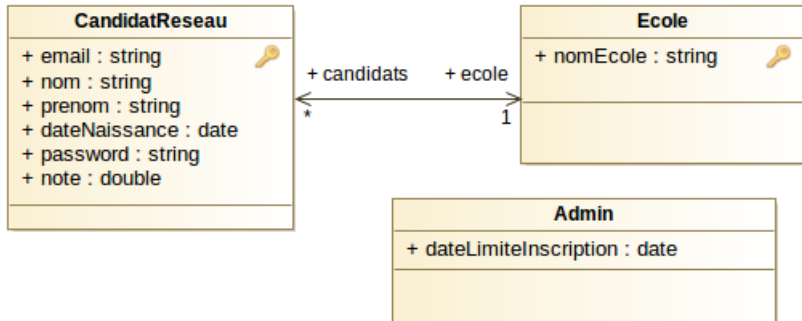 CandidatReseau
+ email : string
+ nom : string
+ prenom : string
+ dateNaissance : date
+ password : string
+ note : double
+ candidats
+ ecole
*
1
Ecole
+ nomEcole : string
Admin
+ dateLimiteInscription : date